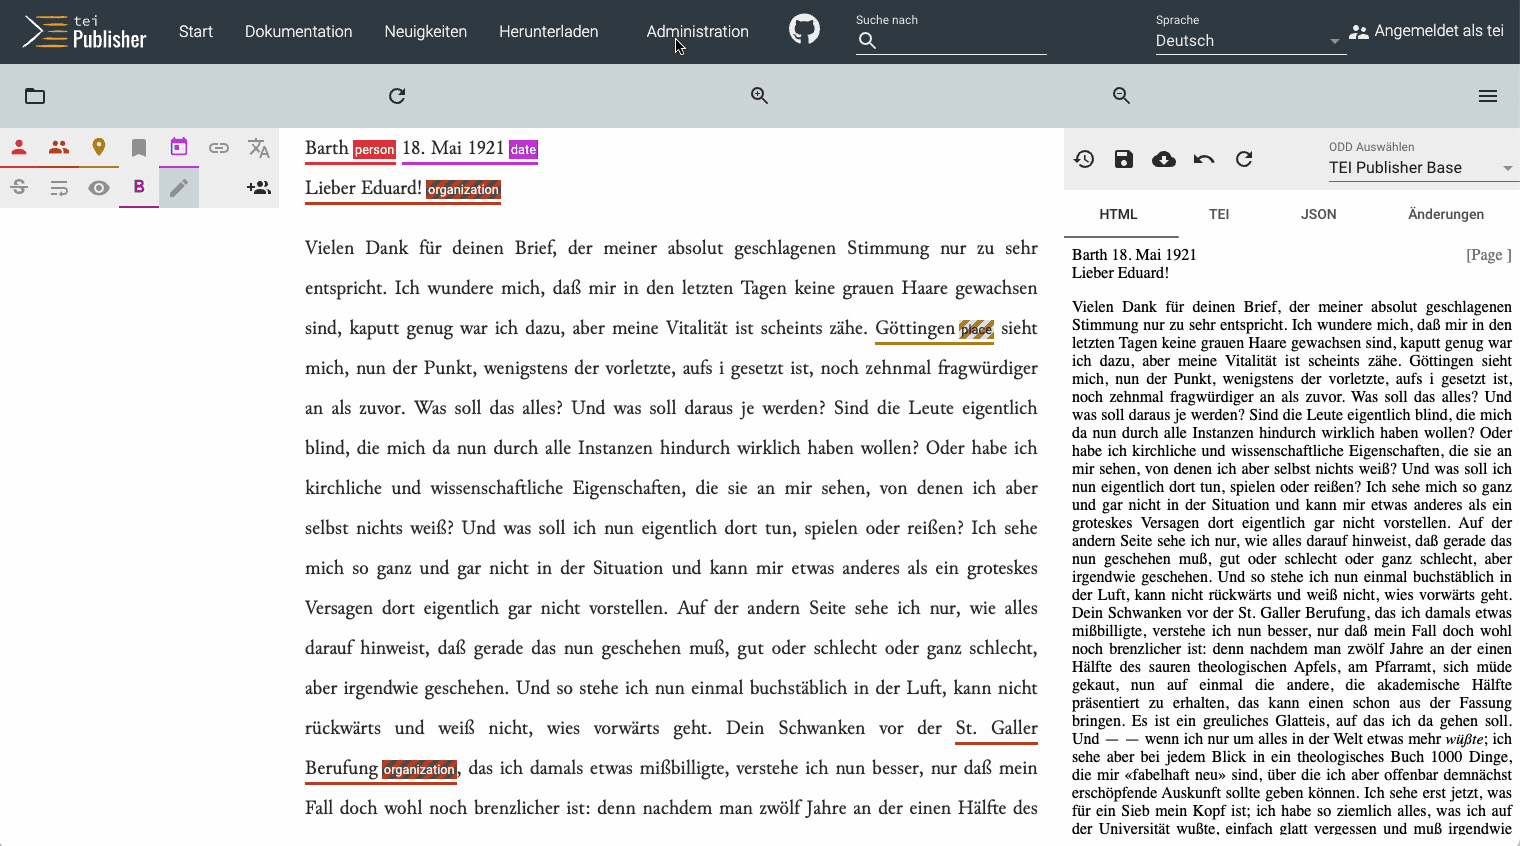 tei
Publisher
Start
Dokumentation
Neuigkeiten
Herunterladen
Administration
Suche nach
Sprache
Deutsch
Angemeldet als tei
B
Barth person 18. Mai 1921 date
Lieber Eduard! organization
Vielen Dank für deinen Brief, der meiner absolut geschlagenen Stimmung nur zu sehr
entspricht. Ich wundere mich, daß mir in den letzten Tagen keine grauen Haare gewachsen
sind, kaputt genug war ich dazu, aber meine Vitalität ist scheints zähe. Göttingen place sieht
mich, nun der Punkt, wenigstens der vorletzte, aufs i gesetzt ist, noch zehnmal fragwürdiger
an als zuvor. Was soll das alles? Und was soll daraus je werden? Sind die Leute eigentlich
blind, die mich da nun durch alle Instanzen hindurch wirklich haben wollen? Oder habe ich
kirchliche und wissenschaftliche Eigenschaften, die sie an mir sehen, von denen ich aber
selbst nichts weiß? Und was soll ich nun eigentlich dort tun, spielen oder reißen? Ich sehe
mich so ganz und gar nicht in der Situation und kann mir etwas anderes als ein groteskes
Versagen dort eigentlich gar nicht vorstellen. Auf der andern Seite sehe ich nur, wie alles
darauf hinweist, daß gerade das nun geschehen muß, gut oder schlecht oder ganz schlecht,
aber irgendwie geschehen. Und so stehe ich nun einmal buchstäblich in der Luft, kann nicht
rückwärts und weiß nicht, wies vorwärts geht. Dein Schwanken vor der St. Galler
Berufung organization, das ich damals etwas mißbilligte, verstehe ich nun besser, nur daß mein
Fall doch wohl noch brenzlicher ist: denn nachdem man zwölf Jahre an der einen Hälfte des
ODD Auswählen
TEI Publisher Base
HTML
TEI
JSON
Änderungen
Barth 18. Mai 1921 [Page ]
Lieber Eduard!
Vielen Dank für deinen Brief, der meiner absolut geschlagenen
Stimmung nur zu sehr entspricht. Ich wundere mich, daß mir in den
letzten Tagen keine grauen Haare gewachsen sind, kaputt genug war
ich dazu, aber meine Vitalität ist scheints zähe. Göttingen sieht
mich, nun der Punkt, wenigstens der vorletzte, aufs i gesetzt ist,
noch zehnmal fragwürdiger an als zuvor. Was soll das alles? Und
was soll daraus je werden? Sind die Leute eigentlich blind, die mich
da nun durch alle Instanzen hindurch wirklich haben wollen? Oder
habe ich kirchliche und wissenschaftliche Eigenschaften, die sie an
mir sehen, von denen ich aber selbst nichts weiß? Und was soll ich
nun eigentlich dort tun, spielen oder reißen? Ich sehe mich so ganz
und gar nicht in der Situation und kann mir etwas anderes als ein
groteskes Versagen dort eigentlich gar nicht vorstellen. Auf der
andern Seite sehe ich nur, wie alles darauf hinweist, daß gerade das
nun geschehen muß, gut oder schlecht oder ganz schlecht, aber
irgendwie geschehen. Und so stehe ich nun einmal buchstäblich in
der Luft, kann nicht rückwärts und weiß nicht, wies vorwärts geht.
Dein Schwanken vor der St. Galler Berufung, das ich damals etwas
mißbilligte, verstehe ich nun besser, nur daß mein Fall doch wohl
noch brenzlicher ist: denn nachdem man zwölf Jahre an der einen
Hälfte des sauren theologischen Apfels, am Pfarramt, sich müde
gekaut, nun auf einmal die andere, die akademische Hälfte
präsentiert zu erhalten, das kann einen schon aus der Fassung
bringen. Es ist ein greuliches Glatteis, auf das ich da gehen soll.
Und — — wenn ich nur um alles in der Welt etwas mehr wüßte; ich
sehe aber bei jedem Blick in ein theologisches Buch 1000 Dinge,
die mir «fabelhaft neu» sind, über die ich aber offenbar demnächst
erschöpfende Auskunft sollte geben können. Ich sehe erst jetzt, was
für ein Sieb mein Kopf ist; ich habe so ziemlich alles, was ich auf
der Universität wußte, einfach glatt vergessen und muß irgendwie